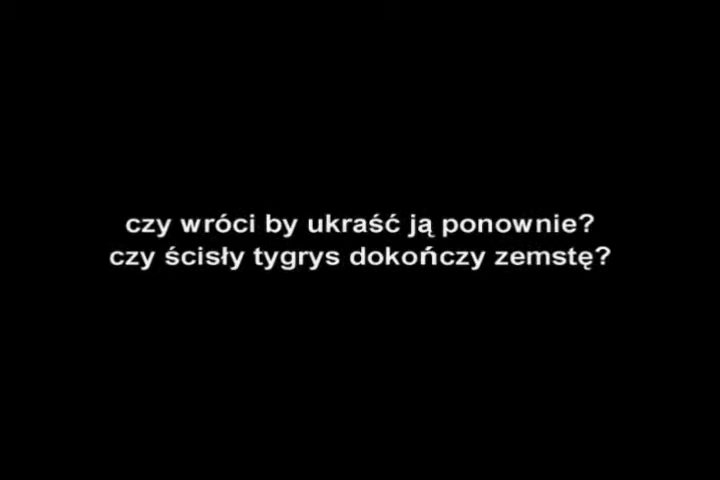 czy wróci by ukraść ją ponownie?
czy ścisły tygrys dokończy zemstę?